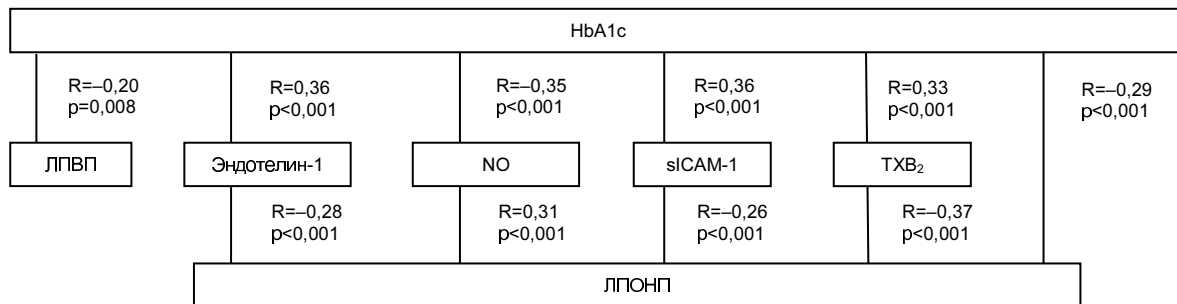 HbA1c
R=–0,20
p=0,008
R=0,36
p<0,001
R=–0,35
p<0,001
R=0,36
p<0,001
R=0,33
p<0,001
R=–0,29
p<0,001
ЛПВП
Эндотелин-1
NO
sICAM-1
TXB₂
R=–0,28
p<0,001
R=0,31
p<0,001
R=–0,26
p<0,001
R=–0,37
p<0,001
ЛПОНП